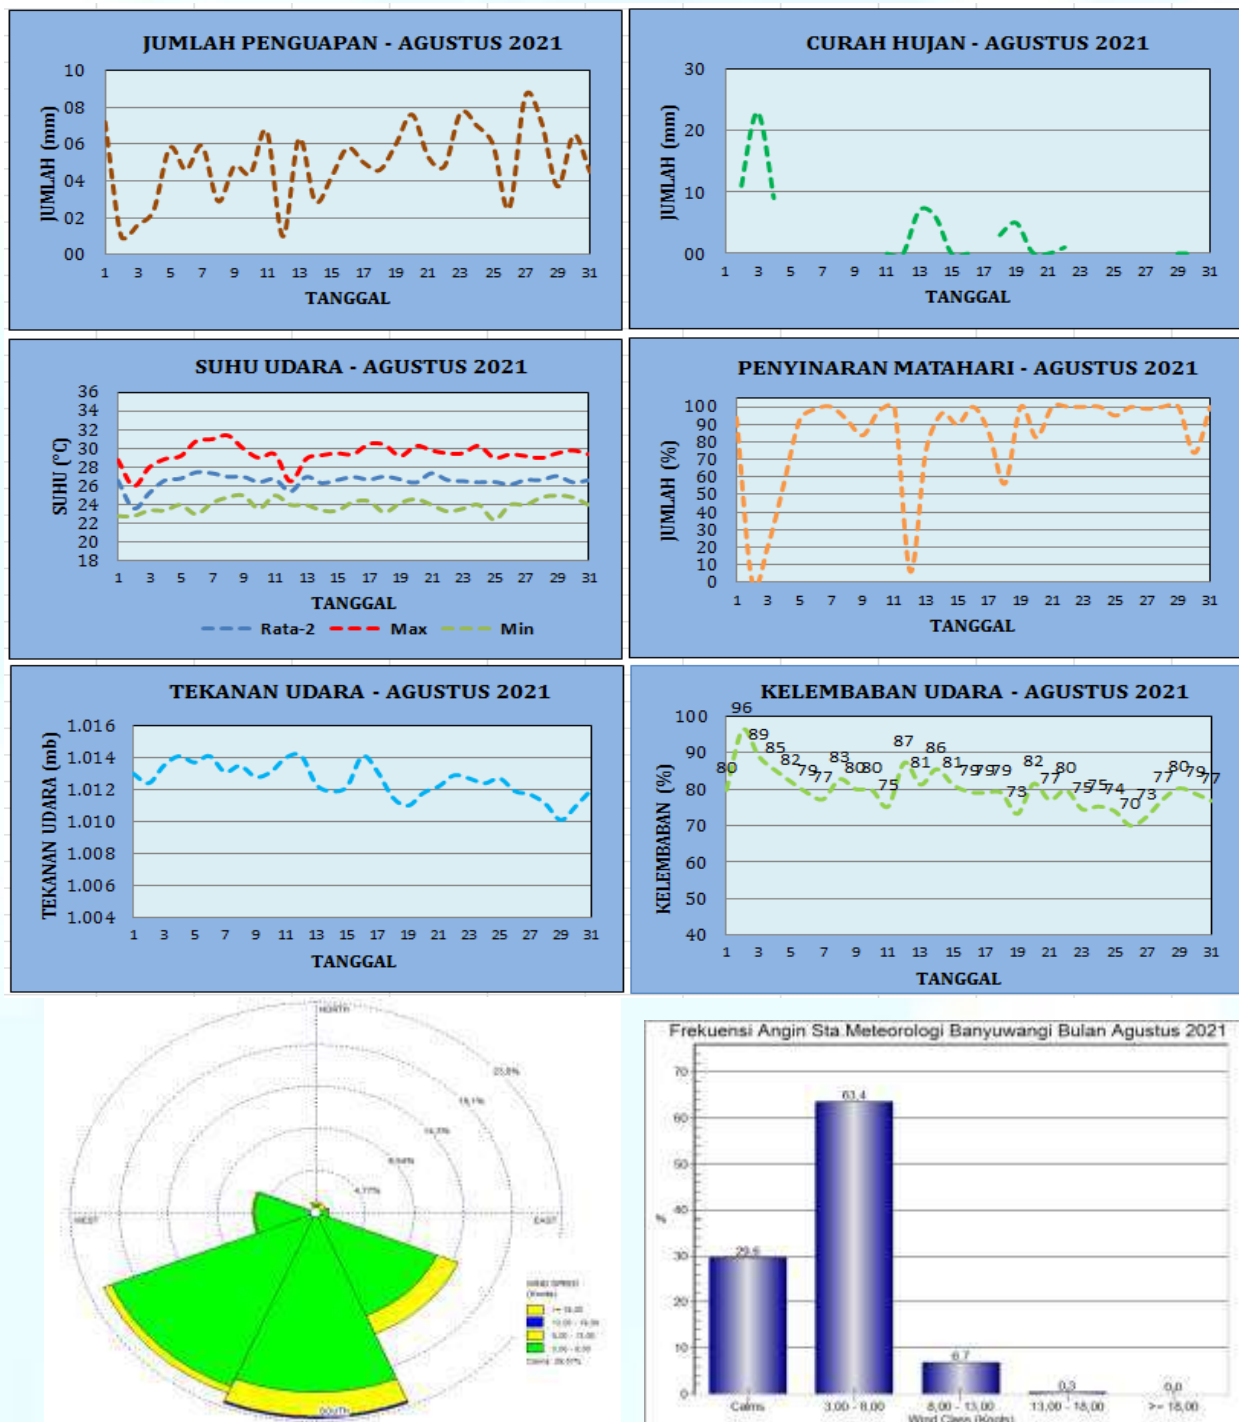 JUMLAH PENGUAPAN - AGUSTUS 2021
JUMLAH (mm)
10
08
06
04
02
00
1 3 5 7 9 11 13 15 17 19 21 23 25 27 29 31
TANGGAL
CURAH HUJAN - AGUSTUS 2021
JUMLAH (mm)
30
20
10
00
1 3 5 7 9 11 13 15 17 19 21 23 25 27 29 31
TANGGAL
SUHU UDARA - AGUSTUS 2021
SUHU (°C)
36
34
32
30
28
26
24
22
20
18
1 3 5 7 9 11 13 15 17 19 21 23 25 27 29 31
TANGGAL
Rata-2 Max Min
PENYINARAN MATAHARI - AGUSTUS 2021
JUMLAH (%)
100
90
80
70
60
50
40
30
20
10
0
1 3 5 7 9 11 13 15 17 19 21 23 25 27 29 31
TANGGAL
TEKANAN UDARA - AGUSTUS 2021
TEKANAN UDARA (mb)
1.016
1.014
1.012
1.010
1.008
1.006
1.004
1 3 5 7 9 11 13 15 17 19 21 23 25 27 29 31
TANGGAL
KELEMBABAN UDARA - AGUSTUS 2021
KELEMBABAN (%)
100
90
80
70
60
50
40
80 96 89 85 82 79 77 83 80 80 75 87 81 86 81 79 79 79 73 82 77 80 75 75 74 70 73 77 80 79 77
1 3 5 7 9 11 13 15 17 19 21 23 25 27 29 31
TANGGAL
NORTH
23,8%
19,1%
14,3%
4,77%
WEST
EAST
SOUTH
WIND SPEED
(Knots)
Frekuensi Angin Sta.Meteorologi Banyuwangi Bulan Agustus 2021
%
70
60
50
40
30
20
10
0
29,6
63,4
6,7
0,3
0,0
Calms
3,00 - 8,00
8,00 - 13,00
13,00 - 18,00
>= 18,00
Wind Class (Knots)